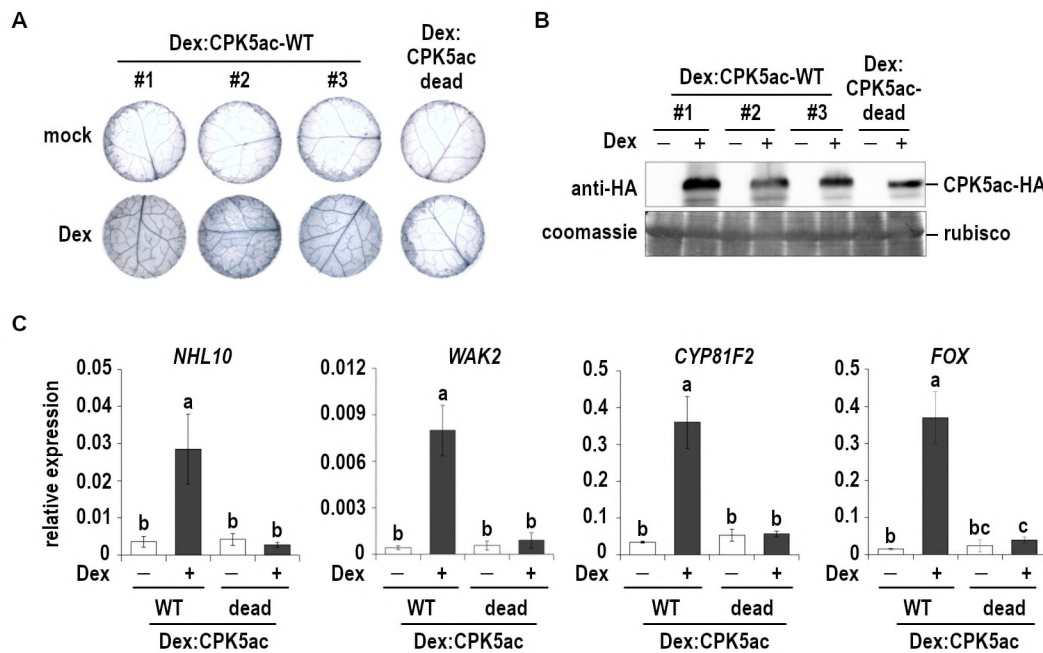 A
Dex:CPK5ac-WT
Dex:
CPK5ac
dead
#1 #2 #3
mock
Dex
B
Dex:CPK5ac-WT
Dex:
CPK5ac-
dead
#1 #2 #3
Dex – + – + – + – +
anti-HA CPK5ac-HA
coomassie rubisco
C
relative expression
NHL10
0.05
0.04
0.03
0.02
0.01
0
b a b b
Dex – + – +
WT dead
Dex:CPK5ac
WAK2
0.012
0.009
0.006
0.003
0
b a b b
Dex – + – +
WT dead
Dex:CPK5ac
CYP81F2
0.5
0.4
0.3
0.2
0.1
0
b a b b
Dex – + – +
WT dead
Dex:CPK5ac
FOX
0.5
0.4
0.3
0.2
0.1
0
b a bc c
Dex – + – +
WT dead
Dex:CPK5ac